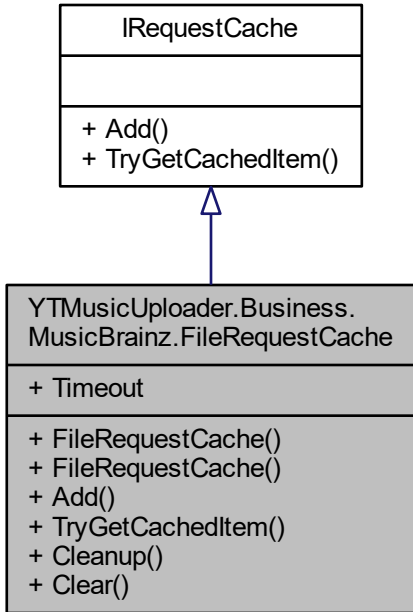 IRequestCache
+ Add()
+ TryGetCachedItem()
YTMusicUploader.Business.
MusicBrainz.FileRequestCache
+ Timeout
+ FileRequestCache()
+ FileRequestCache()
+ Add()
+ TryGetCachedItem()
+ Cleanup()
+ Clear()